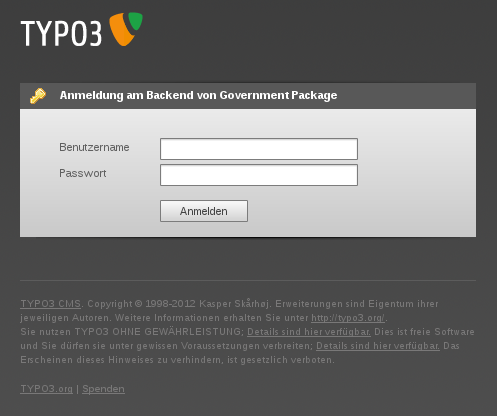 TYPO3
Anmeldung am Backend von Government Package
Benutzername
Passwort
Anmelden
TYPO3 CMS. Copyright © 1998-2012 Kasper Skårhøj. Erweiterungen sind Eigentum ihrer
jeweiligen Autoren. Weitere Informationen erhalten Sie unter http://typo3.org/.
Sie nutzen TYPO3 OHNE GEWÄHRLEISTUNG; Details sind hier verfügbar. Dies ist freie Software
und Sie dürfen sie unter gewissen Voraussetzungen verbreiten; Details sind hier verfügbar. Das
Erscheinen dieses Hinweises zu verhindern, ist gesetzlich verboten.
TYPO3.org | Spenden